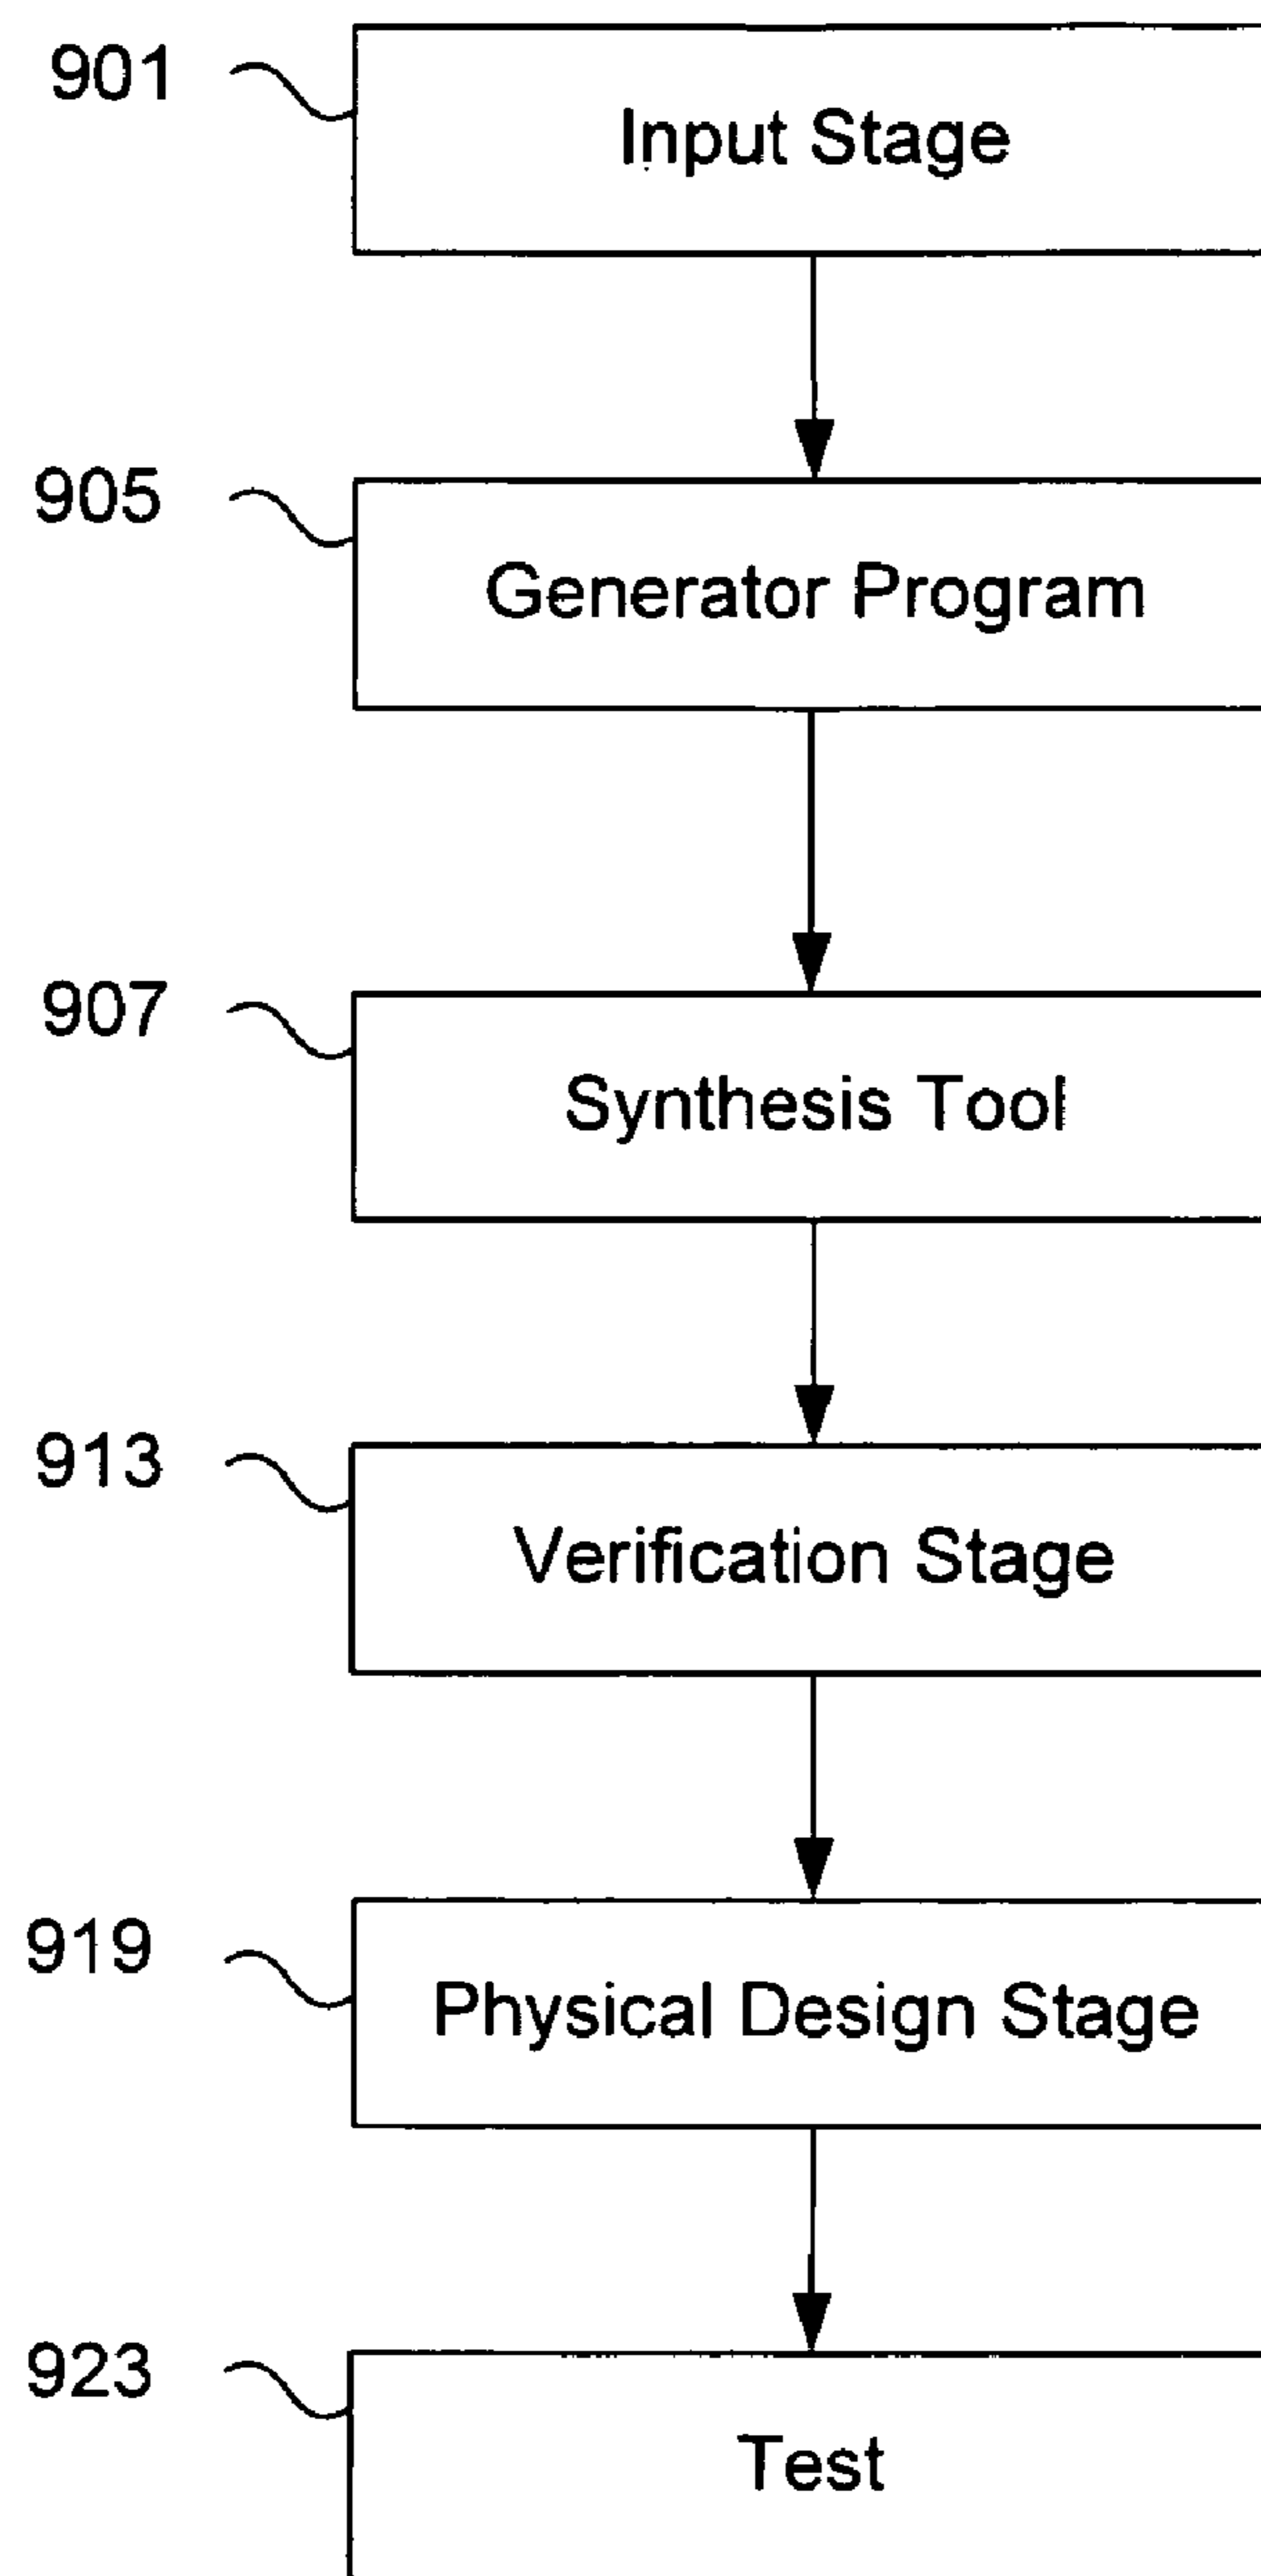 901
Input Stage
905
Generator Program
907
Synthesis Tool
913
Verification Stage
919
Physical Design Stage
923
Test